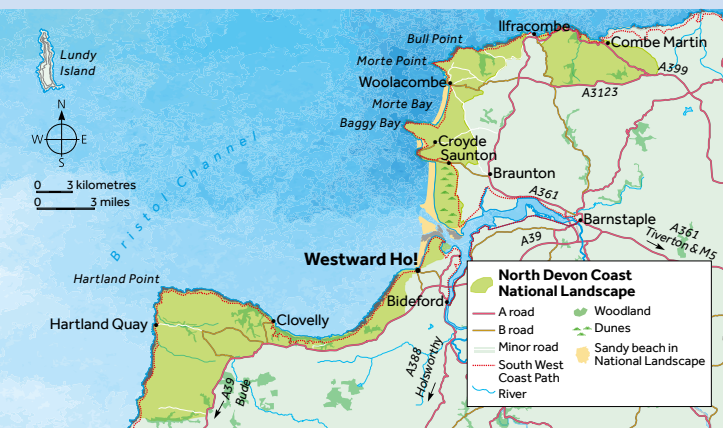 Ilfracombe
Bull Point
Combe Martin
Lundy
Island
Morte Point
A399
Woolacombe
A3123
N
Morte Bay
W
E
Baggy Bay
S
Croyde
Saunton
Bristol Channel
Braunton
0 3 kilometres
A361
0 3 miles
Barnstaple
A361
Tiverton & M5
A39
Westward Ho!
Hartland Point
Bideford
Hartland Quay
Clovelly
A388
Holsworthy
A39
Bude
North Devon Coast
National Landscape
A road
B road
Minor road
South West
Coast Path
River
Woodland
Dunes
Sandy beach in
National Landscape